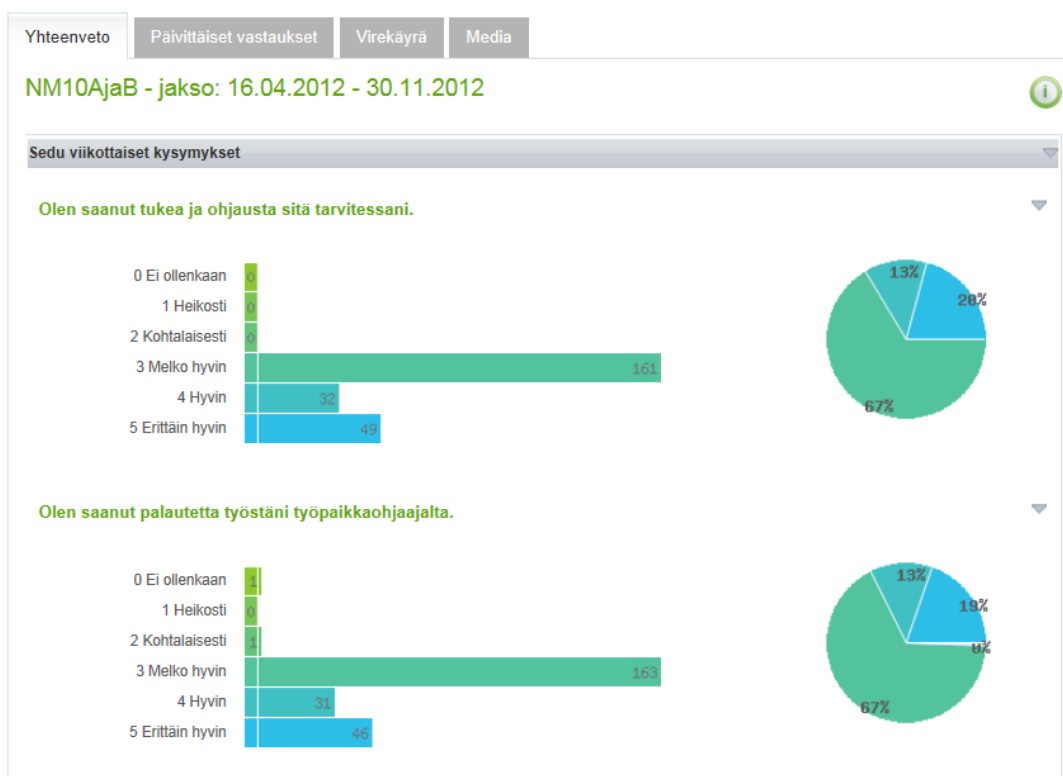 Yhteenveto Päivittäiset vastaukset Virekäyrä Media
NM10AjaB - jakso: 16.04.2012 - 30.11.2012
i
Sedu viikottaiset kysymykset
Olen saanut tukea ja ohjausta sitä tarvitessani.
0 Ei ollenkaan 0
1 Heikosti 0
2 Kohtalaisesti 0
3 Melko hyvin 161
4 Hyvin 32
5 Erittäin hyvin 49
13%
20%
67%
Olen saanut palautetta työstäni työpaikkaohjaajalta.
0 Ei ollenkaan 1
1 Heikosti 0
2 Kohtalaisesti 1
3 Melko hyvin 163
4 Hyvin 31
5 Erittäin hyvin 46
13%
19%
0%
67%